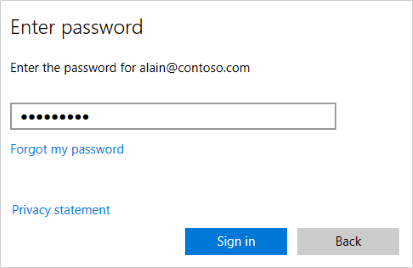 Enter password
Enter the password for alain@contoso.com
●●●●●●●●●
Forgot my password
Privacy statement
Sign in
Back